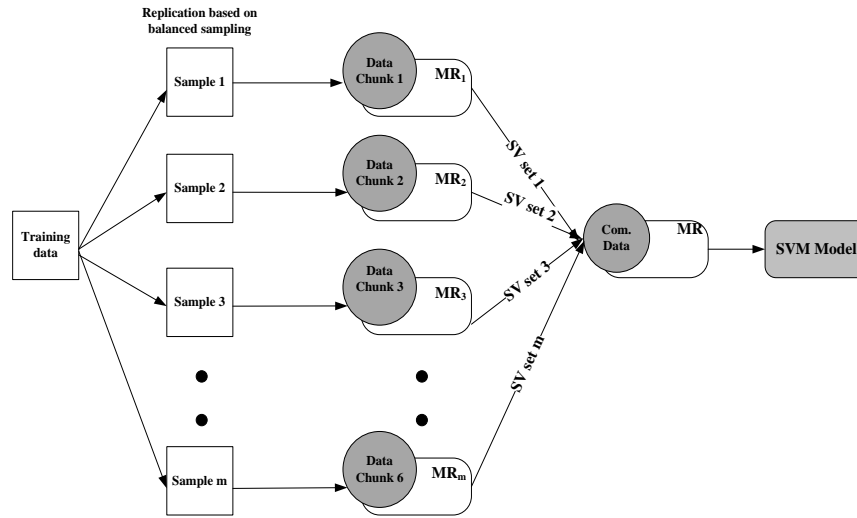 Replication based on
balanced sampling
Training
data
Sample 1
Data
Chunk 1
MR₁
SV set 1
Sample 2
Data
Chunk 2
MR₂
SV set 2
Sample 3
Data
Chunk 3
MR₃
SV set 3
Sample m
Data
Chunk 6
MRₘ
SV set m
Com.
Data
MR
SVM Model